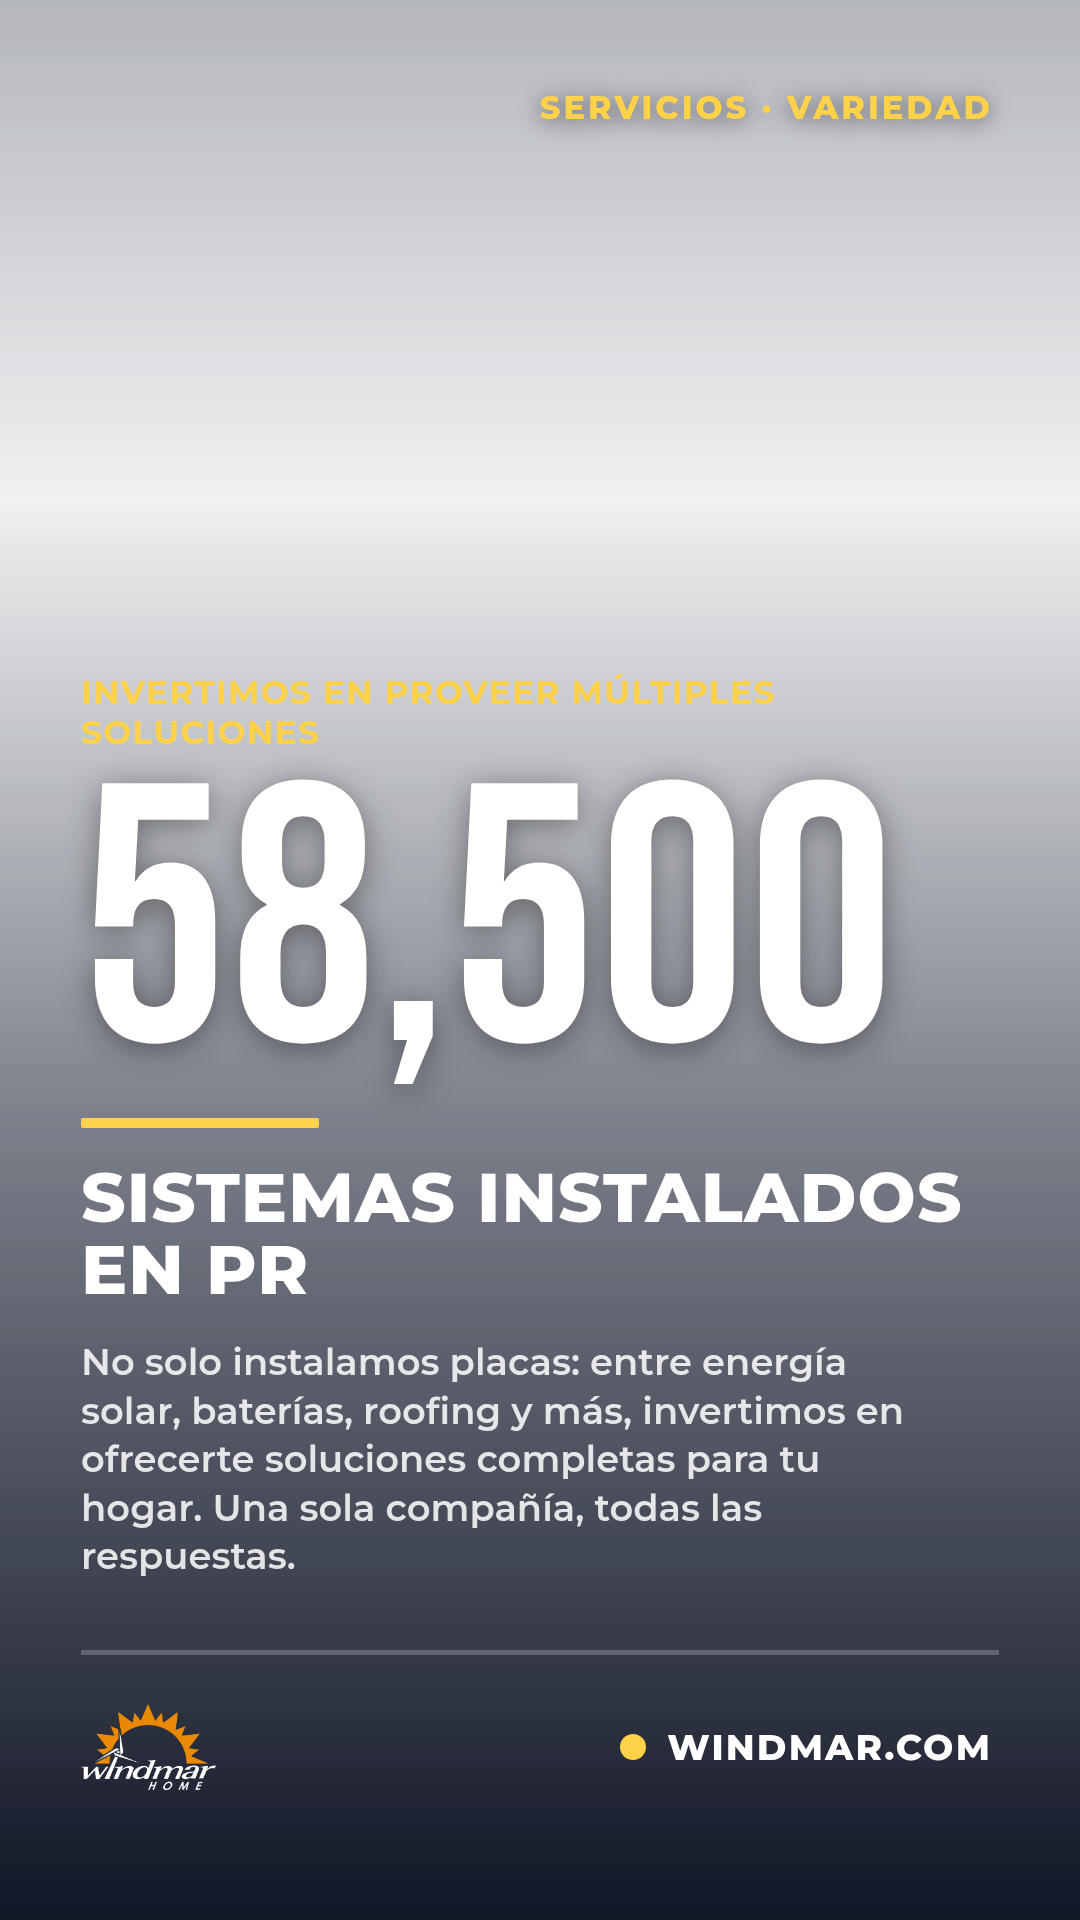 SERVICIOS · VARIEDAD
INVERTIMOS EN PROVEER MÚLTIPLES
SOLUCIONES
58,500
SISTEMAS INSTALADOS
EN PR
No solo instalamos placas: entre energía
solar, baterías, roofing y más, invertimos en
ofrecerte soluciones completas para tu
hogar. Una sola compañía, todas las
respuestas.
windmar
HOME
WINDMAR.COM